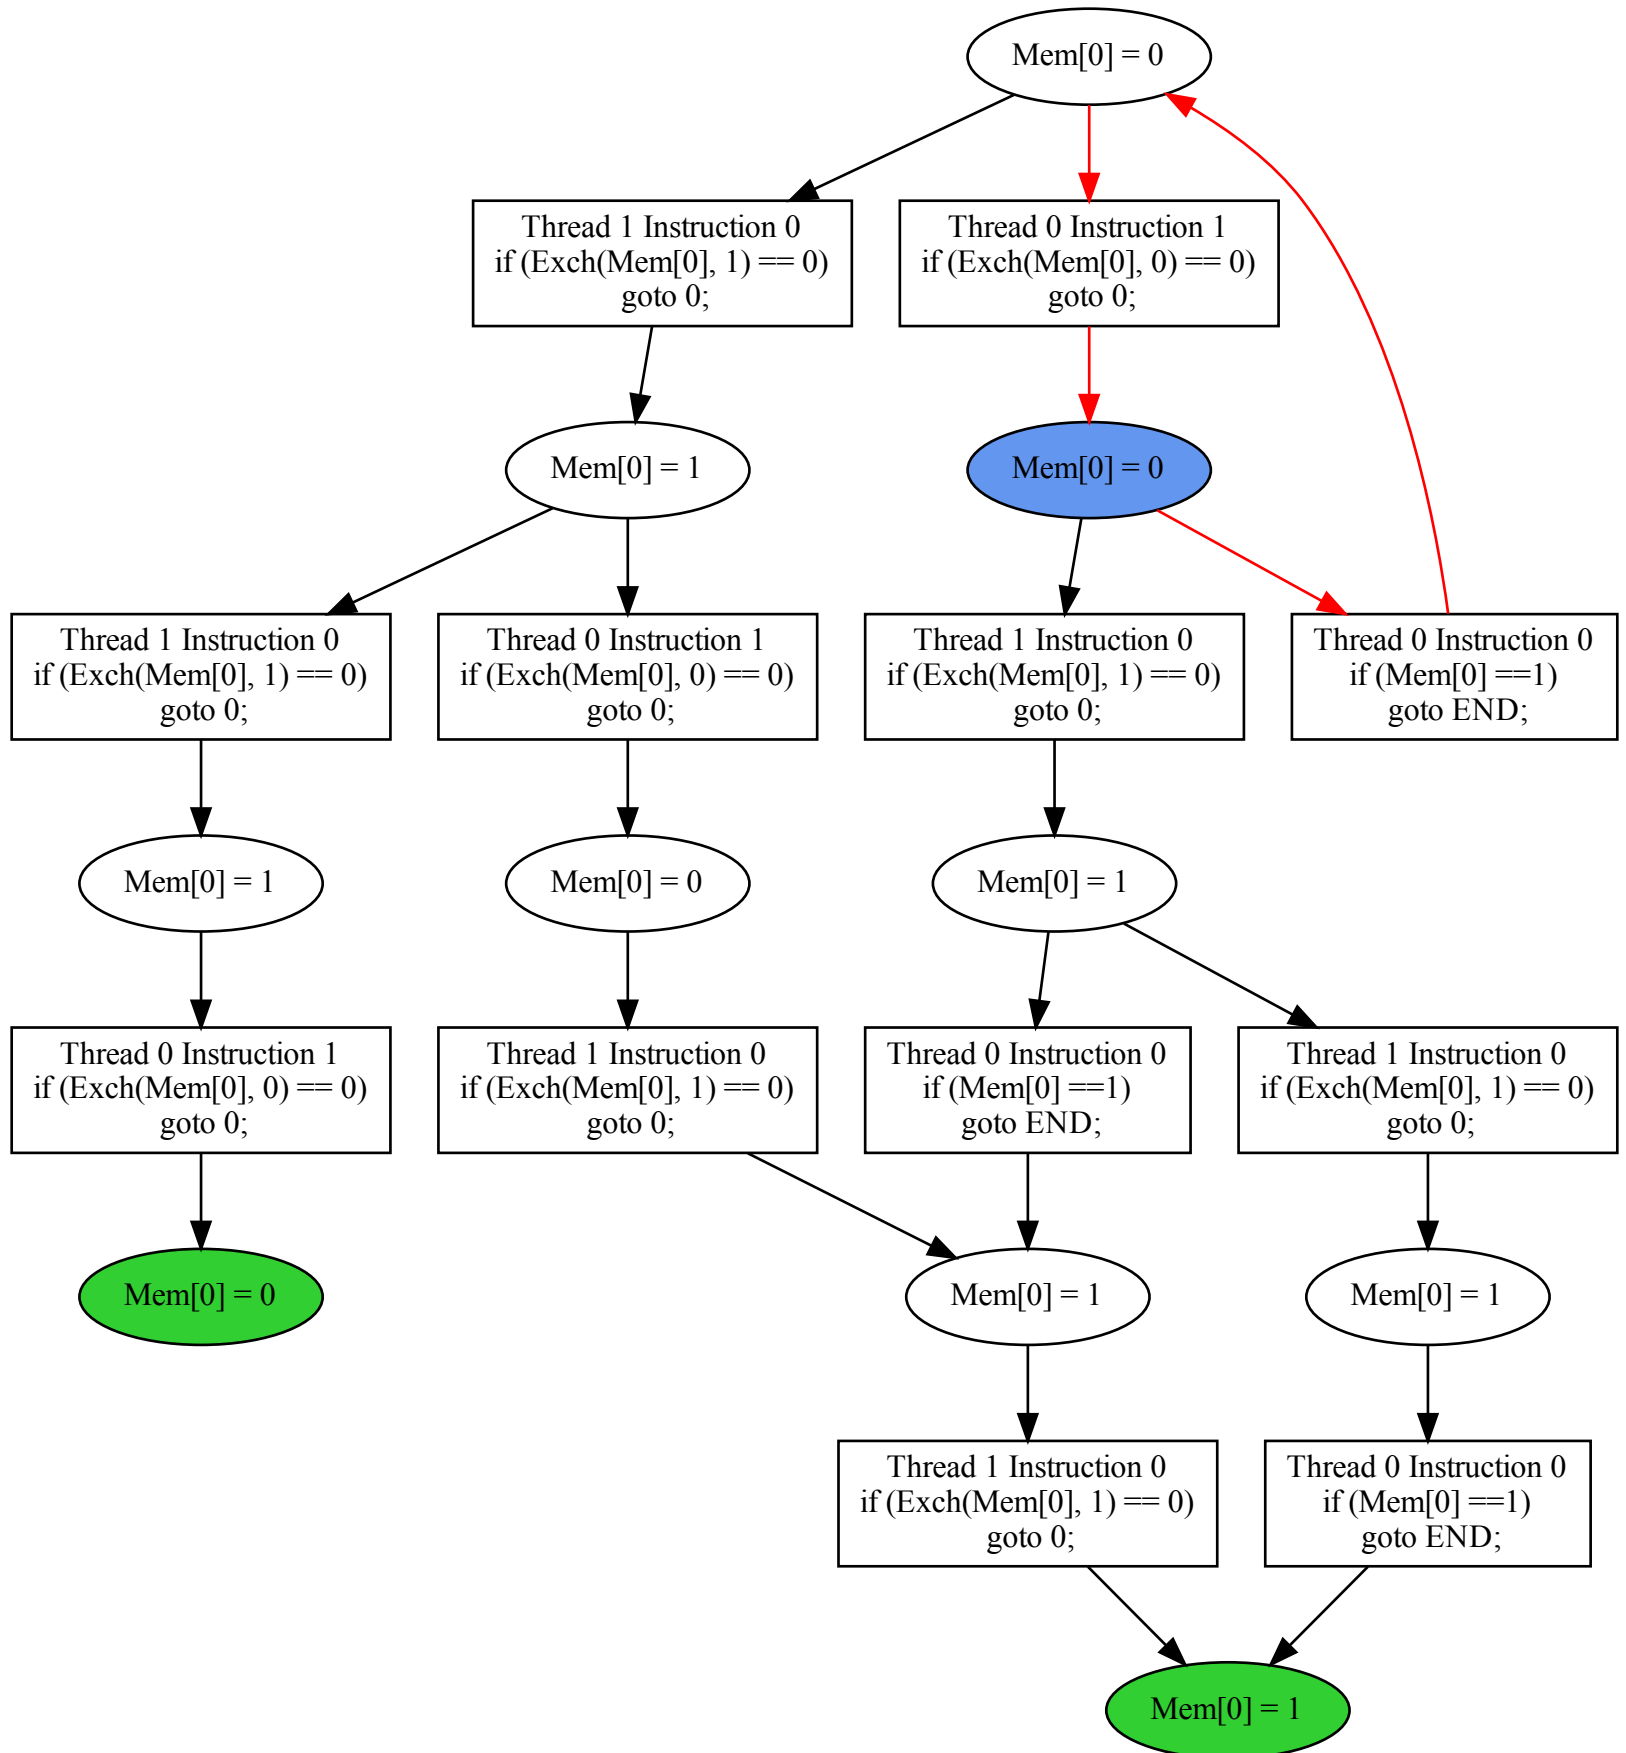 Mem[0] = 0
Thread 1 Instruction 0
if (Exch(Mem[0], 1) == 0)
goto 0;
Thread 0 Instruction 1
if (Exch(Mem[0], 0) == 0)
goto 0;
Mem[0] = 1
Mem[0] = 0
Thread 1 Instruction 0
if (Exch(Mem[0], 1) == 0)
goto 0;
Thread 0 Instruction 1
if (Exch(Mem[0], 0) == 0)
goto 0;
Thread 1 Instruction 0
if (Exch(Mem[0], 1) == 0)
goto 0;
Thread 0 Instruction 0
if (Mem[0] ==1)
goto END;
Mem[0] = 1
Mem[0] = 0
Mem[0] = 1
Thread 0 Instruction 1
if (Exch(Mem[0], 0) == 0)
goto 0;
Thread 1 Instruction 0
if (Exch(Mem[0], 1) == 0)
goto 0;
Thread 0 Instruction 0
if (Mem[0] ==1)
goto END;
Thread 1 Instruction 0
if (Exch(Mem[0], 1) == 0)
goto 0;
Mem[0] = 0
Mem[0] = 1
Mem[0] = 1
Thread 1 Instruction 0
if (Exch(Mem[0], 1) == 0)
goto 0;
Thread 0 Instruction 0
if (Mem[0] ==1)
goto END;
Mem[0] = 1